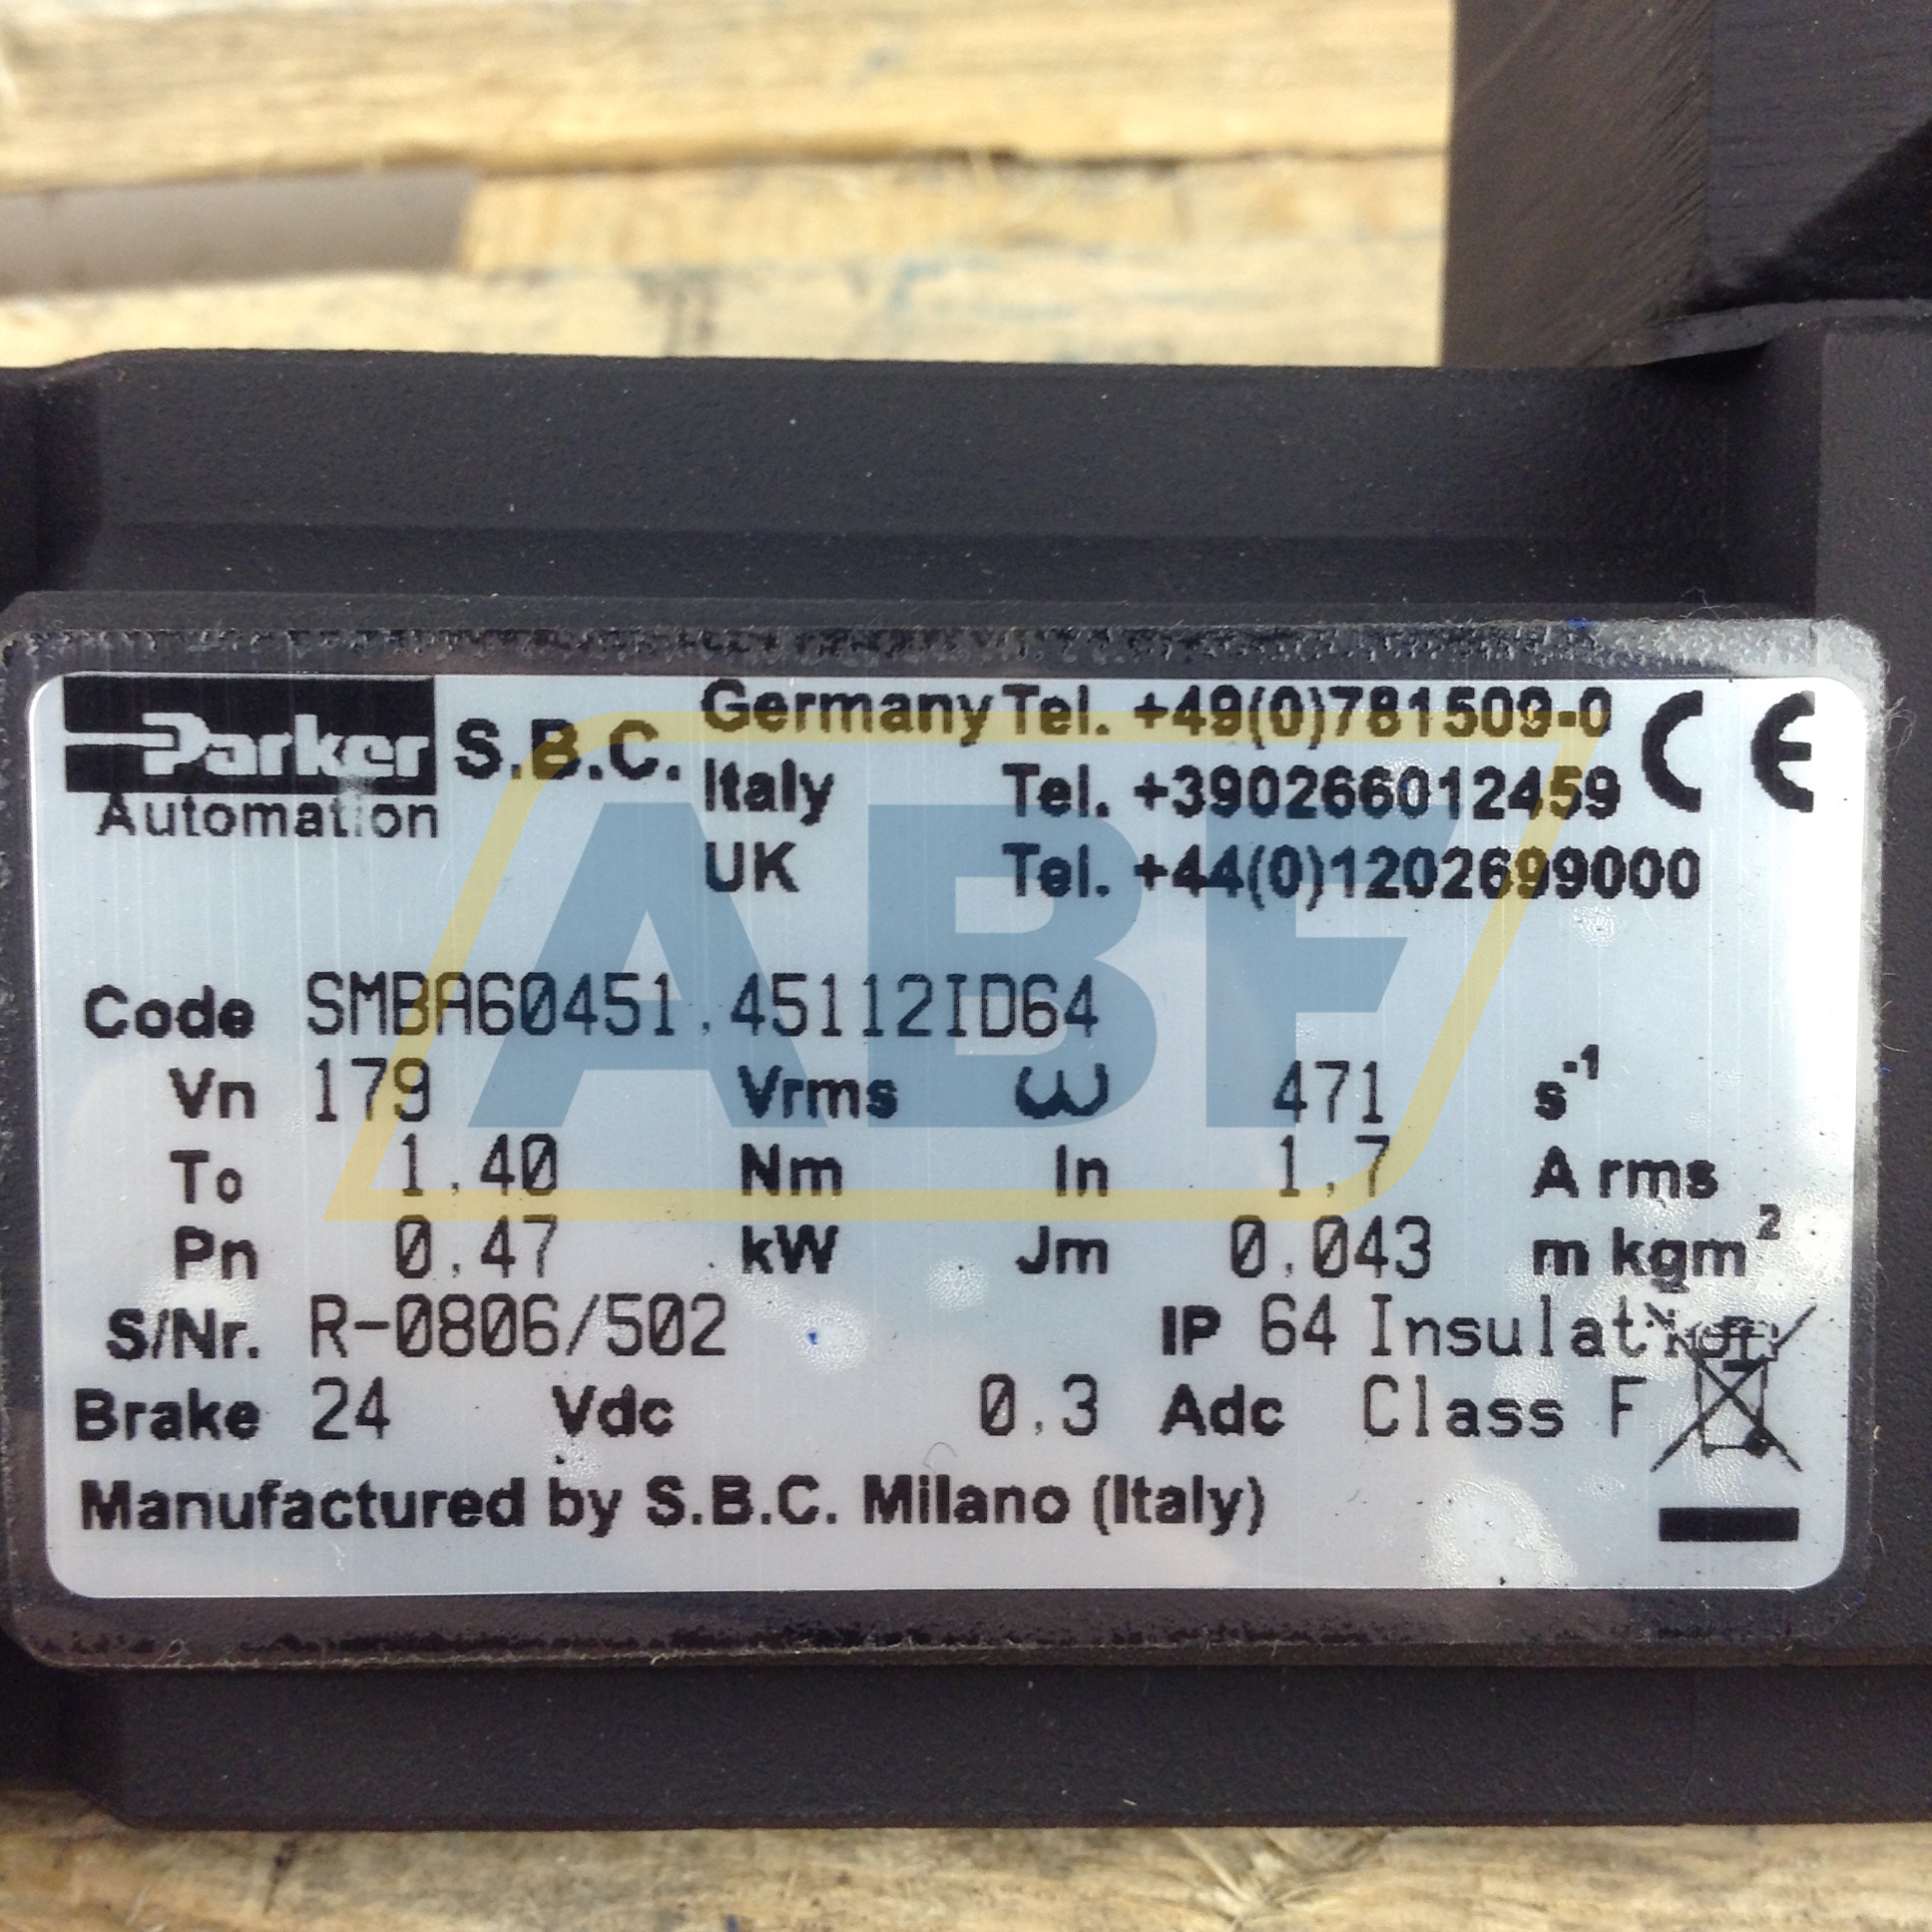 Parker Automation S.B.C. Germany Tel. +49(0)781509-0 CE
Italy Tel. +390266012459
UK Tel. +44(0)1202699000
Code SMBA60451.45112ID64
Vn 179 Vrms ω 471 s⁻¹
To 1.40 Nm In 1.7 A rms
Pn 0.47 kW Jm 0.043 m kgm²
S/Nr. R-0806/502 IP 64 Insulation
Brake 24 Vdc 0.3 Adc Class F
Manufactured by S.B.C. Milano (Italy)
ABF